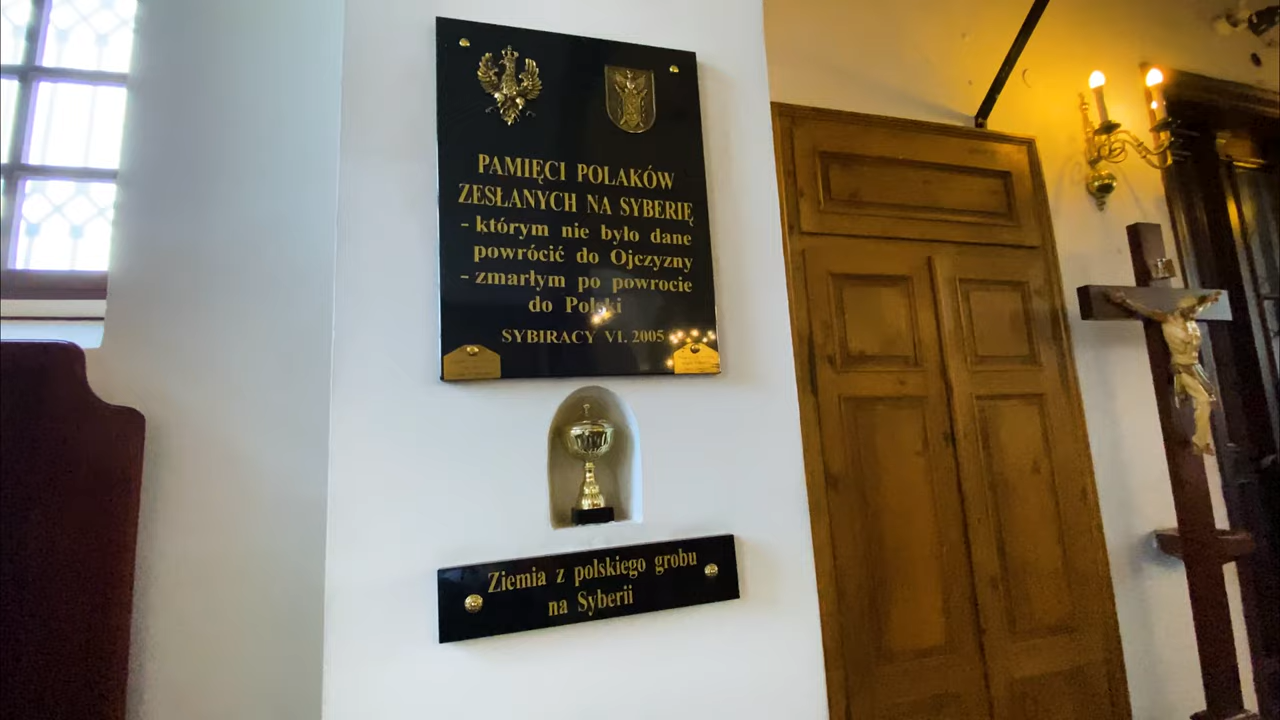 PAMIĘCI POLAKÓW
ZESŁANYCH NA SYBERIĘ
- którym nie było dane
powrócić do Ojczyzny
- zmarłym po powrocie
do Polski
SYBIRACY VI. 2005
Ziemia z polskiego grobu
na Syberii